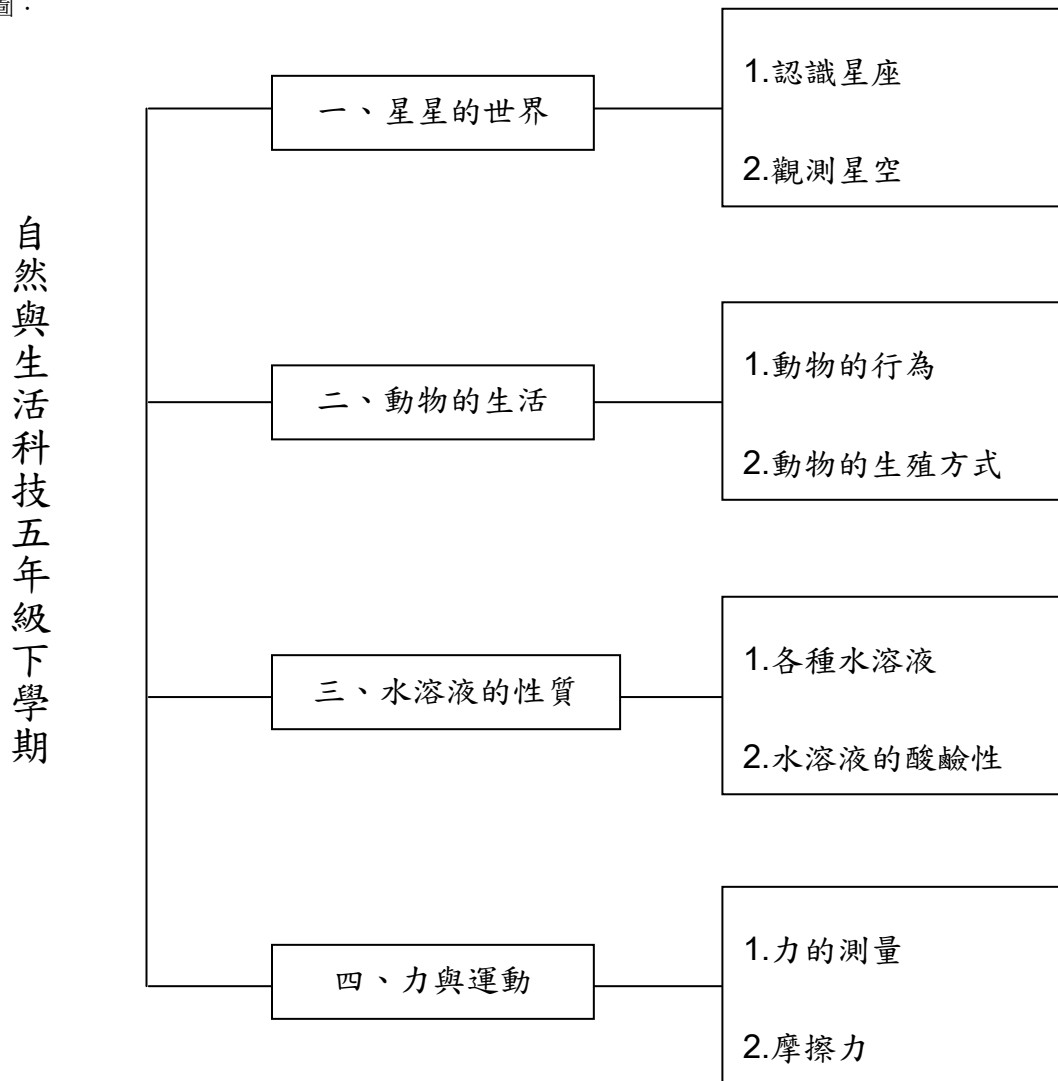 圖：
自然與生活科技五年級下學期
一、星星的世界
1.認識星座
2.觀測星空
二、動物的生活
1.動物的行為
2.動物的生殖方式
三、水溶液的性質
1.各種水溶液
2.水溶液的酸鹼性
四、力與運動
1.力的測量
2.摩擦力